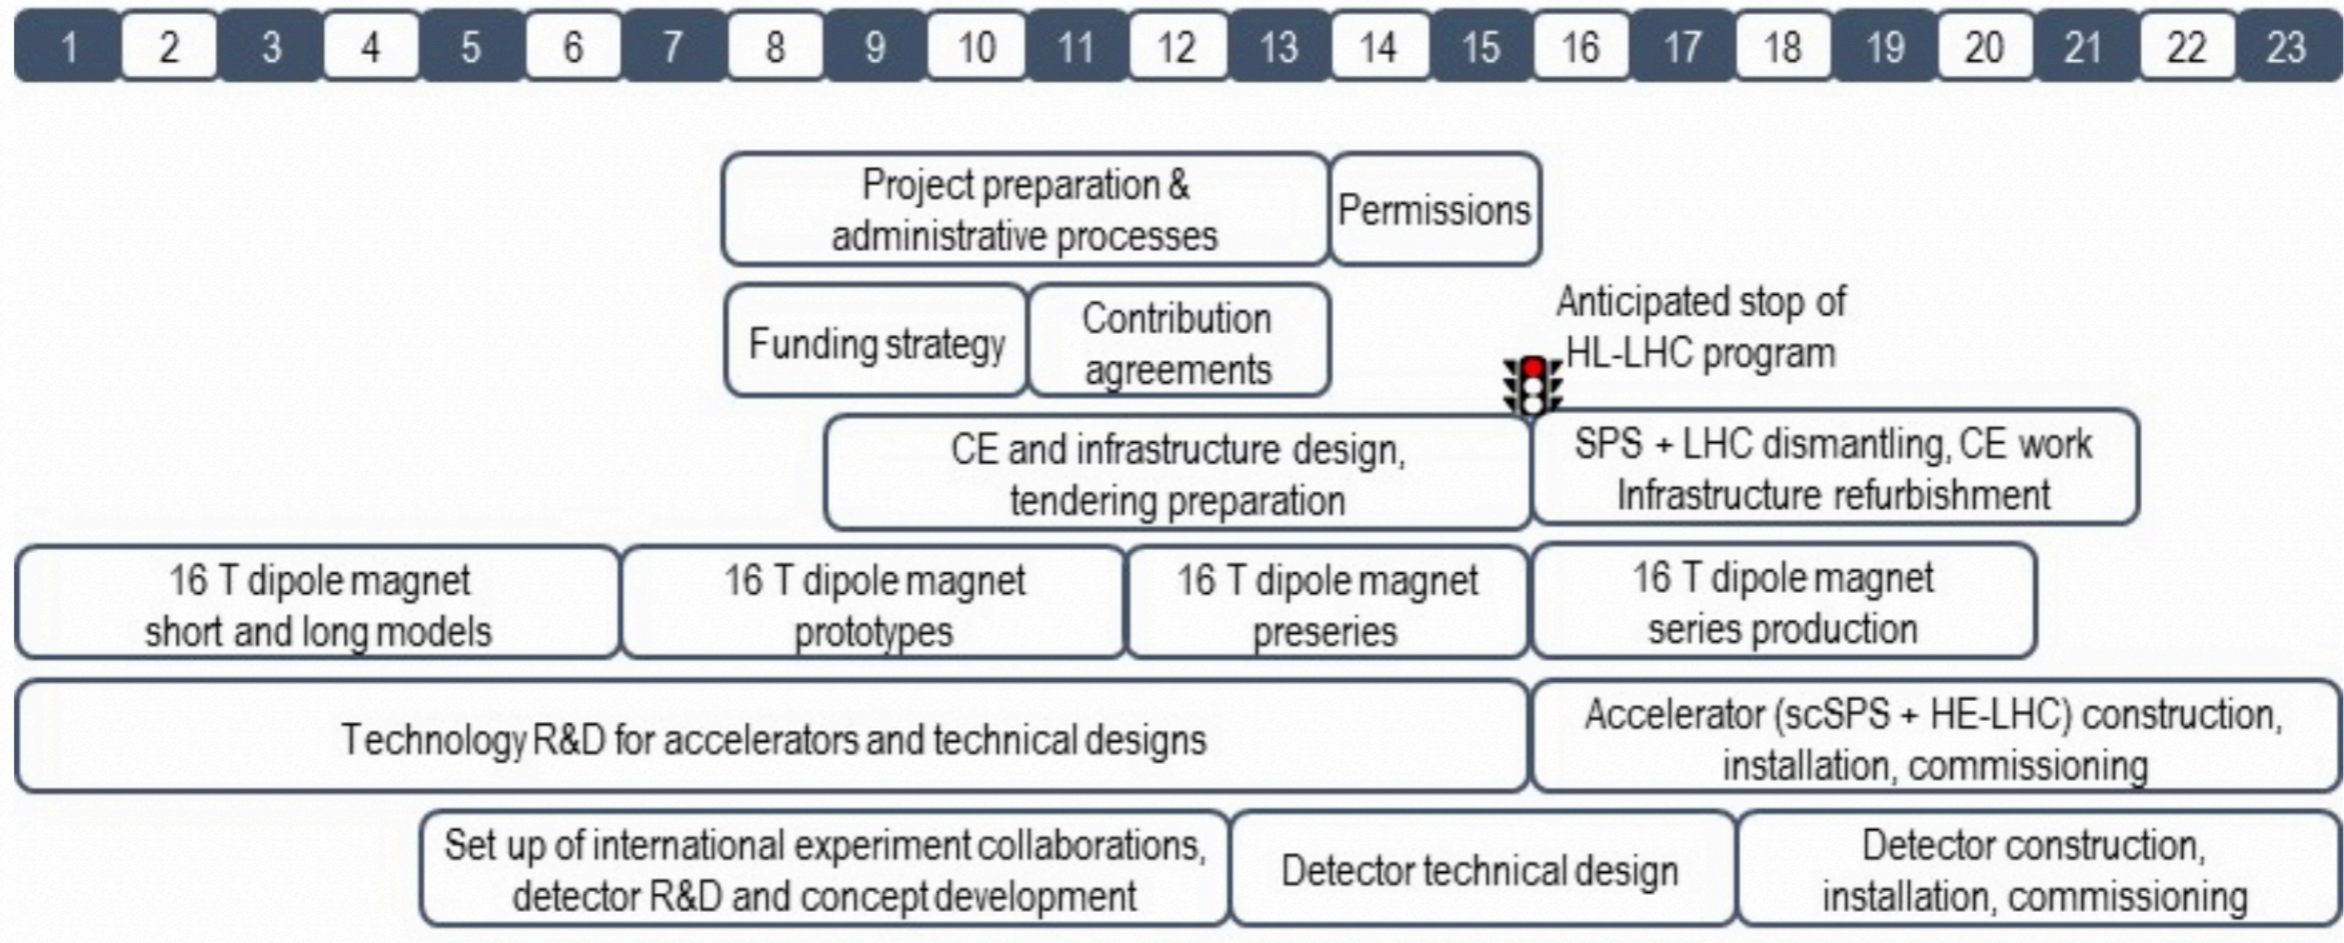 1 2 3 4 5 6 7 8 9 10 11 12 13 14 15 16 17 18 19 20 21 22 23
Project preparation &
administrative processes
Permissions
Funding strategy
Contribution
agreements
Anticipated stop of
HL-LHC program
CE and infrastructure design,
tendering preparation
SPS + LHC dismantling, CE work
Infrastructure refurbishment
16 T dipole magnet
short and long models
16 T dipole magnet
prototypes
16 T dipole magnet
preseries
16 T dipole magnet
series production
Technology R&D for accelerators and technical designs
Accelerator (scSPS + HE-LHC) construction,
installation, commissioning
Set up of international experiment collaborations,
detector R&D and concept development
Detector technical design
Detector construction,
installation, commissioning